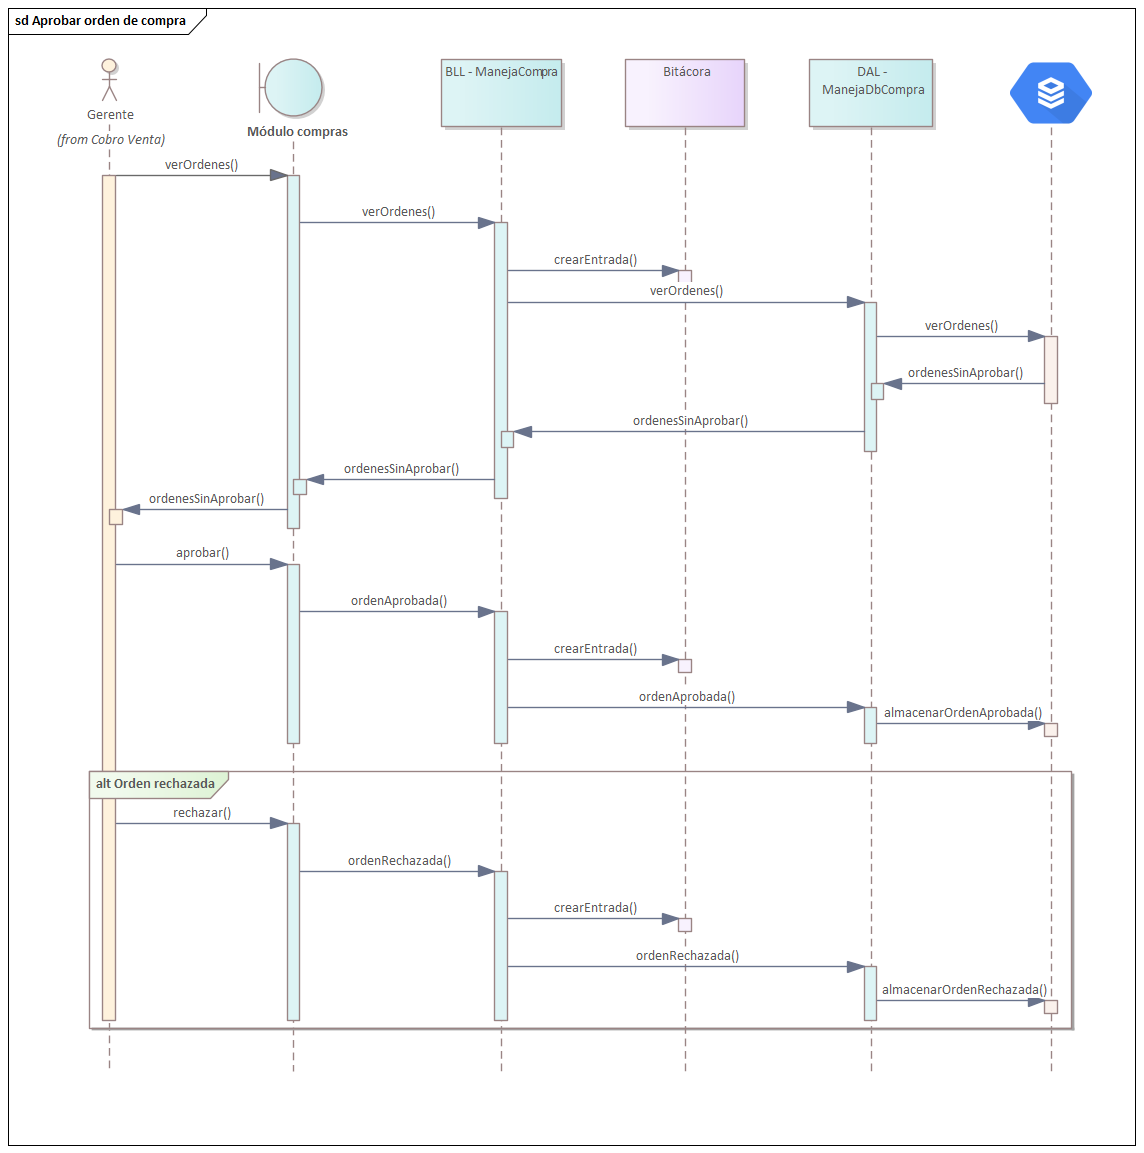 sd Aprobar orden de compra
Gerente
(from Cobro Venta)
Módulo compras
BLL - ManejaCompra
Bitácora
DAL -
ManejaDbCompra
verOrdenes()
verOrdenes()
crearEntrada()
verOrdenes()
verOrdenes()
ordenesSinAprobar()
ordenesSinAprobar()
ordenesSinAprobar()
ordenesSinAprobar()
aprobar()
ordenAprobada()
crearEntrada()
ordenAprobada()
almacenarOrdenAprobada()
alt Orden rechazada
rechazar()
ordenRechazada()
crearEntrada()
ordenRechazada()
almacenarOrdenRechazada()